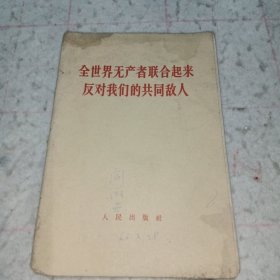 全世界无产者联合起来
反对我们的共同敌人
人民出版社